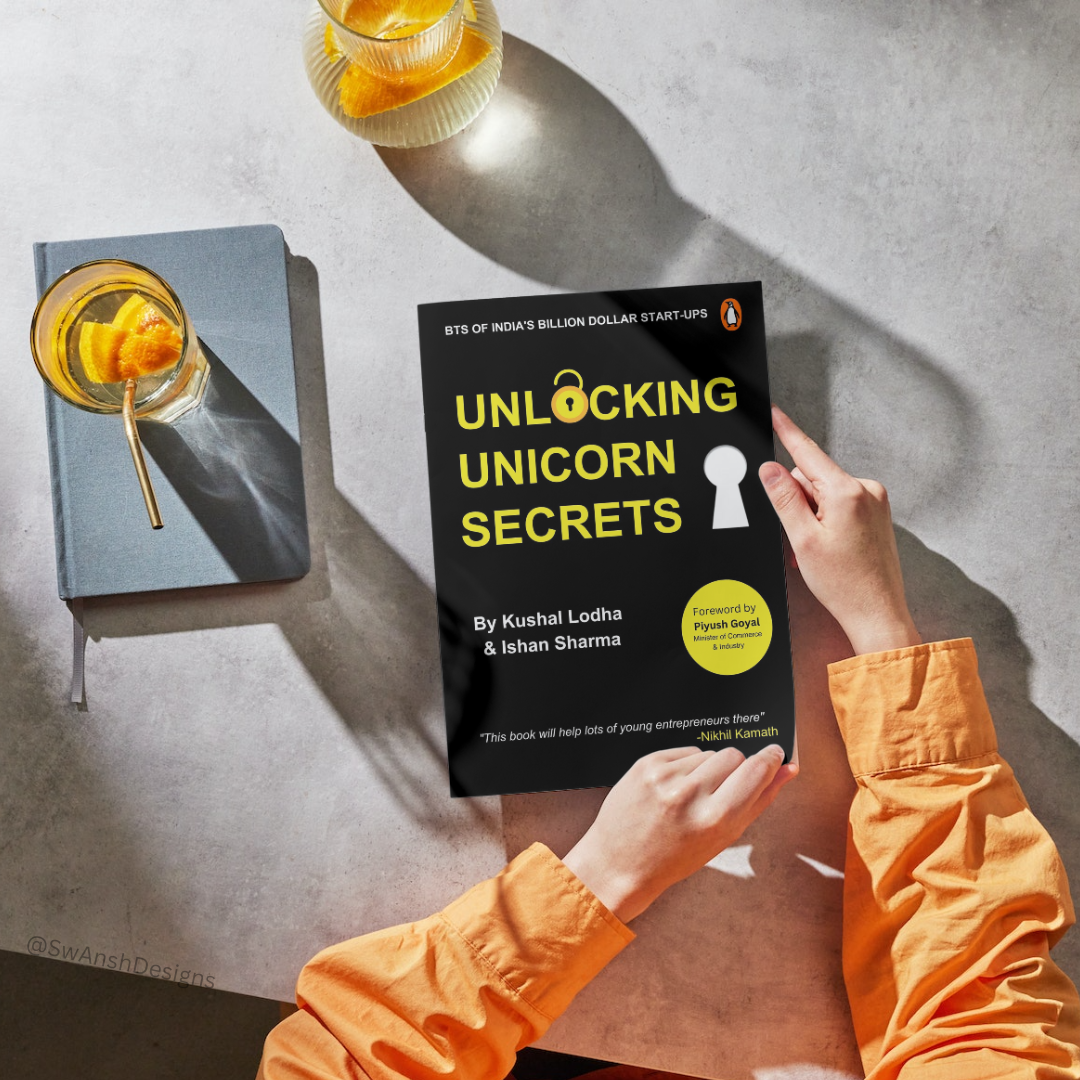 BTS OF INDIA'S BILLION DOLLAR START-UPS
UNLOCKING
UNICORN
SECRETS
By Kushal Lodha
& Ishan Sharma
Foreword by
Piyush Goyal
Minister of Commerce
& Industry
"This book will help lots of young entrepreneurs there"
-Nikhil Kamath
@SwAnshDesigns